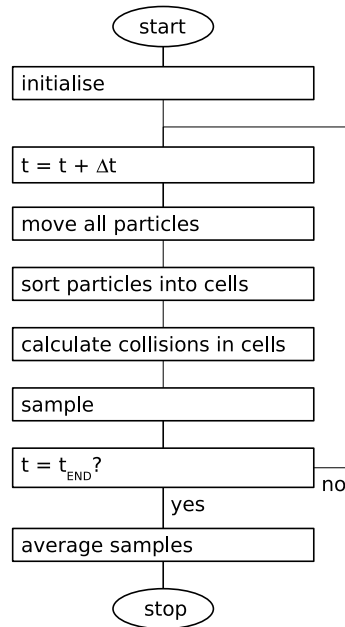 start
initialise
t = t + Δt
move all particles
sort particles into cells
calculate collisions in cells
sample
t = t_END?
no
yes
average samples
stop